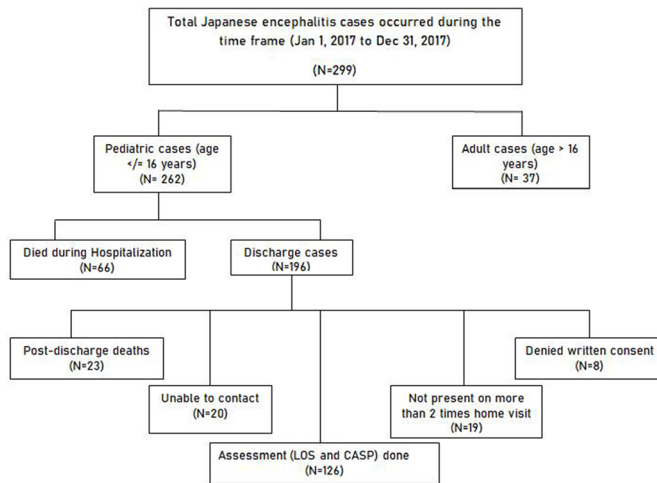 Total Japanese encephalitis cases occurred during the
time frame (Jan 1, 2017 to Dec 31, 2017)
(N=299)
Pediatric cases (age
</= 16 years)
(N= 262)
Adult cases (age > 16
years)
(N= 37)
Died during Hospitalization
(N=66)
Discharge cases
(N=196)
Post-discharge deaths
(N=23)
Unable to contact
(N=20)
Assessment (LOS and CASP) done
(N=126)
Not present on more
than 2 times home visit
(N=19)
Denied written consent
(N=8)